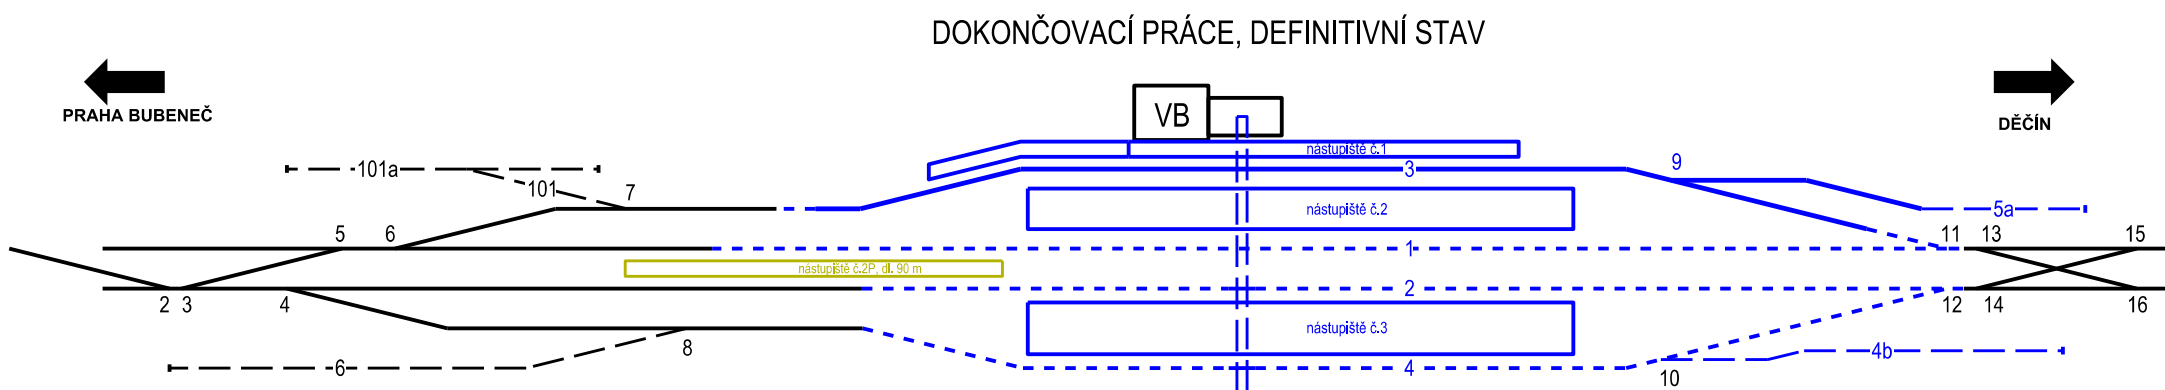 DOKONČOVACÍ PRÁCE, DEFINITIVNÍ STAV
PRAHA BUBENEČ
VB
DĚČÍN
nástupiště č.1
101a
3
9
101
7
nástupiště č.2
5a
5
6
1
11
13
15
nástupiště č.2P, dl. 90 m
2
2
3
4
12
14
16
nástupiště č.3
8
4b
6
4
10